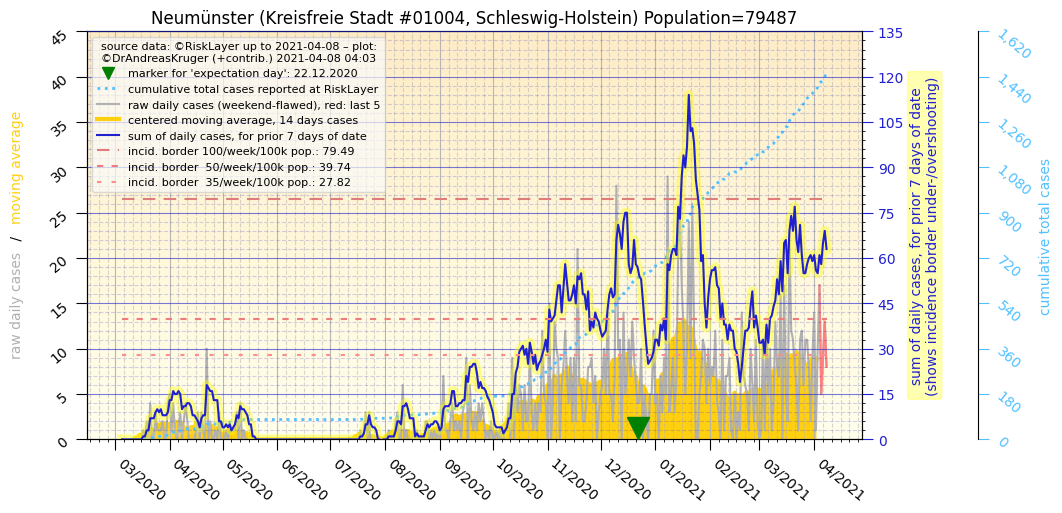 Neumünster (Kreisfreie Stadt #01004, Schleswig-Holstein) Population=79487
source data: ©RiskLayer up to 2021-04-08 – plot:
©DrAndreasKruger (+contrib.) 2021-04-08 04:03
marker for 'expectation day': 22.12.2020
cumulative total cases reported at RiskLayer
raw daily cases (weekend-flawed), red: last 5
centered moving average, 14 days cases
sum of daily cases, for prior 7 days of date
incid. border 100/week/100k pop.: 79.49
incid. border  50/week/100k pop.: 39.74
incid. border  35/week/100k pop.: 27.82
raw daily cases  /  moving average
45
40
35
30
25
20
15
10
5
0
03/2020
04/2020
05/2020
06/2020
07/2020
08/2020
09/2020
10/2020
11/2020
12/2020
01/2021
02/2021
03/2021
04/2021
135
120
105
90
75
60
45
30
15
0
sum of daily cases, for prior 7 days of date
(shows incidence border under-/overshooting)
1,620
1,440
1,260
1,080
900
720
540
360
180
0
cumulative total cases